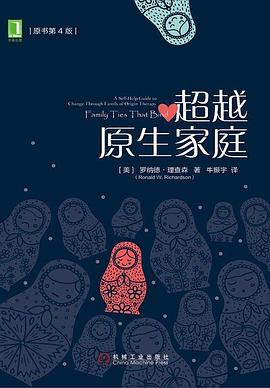 原书第4版
A Self-Help Guide to
Change Through Family of Origin Therapy
Family Ties That Bind
超越
原生家庭
[美] 罗纳德·理查森 著 牛振宇 译
(Ronald W. Richardson)
机械工业出版社
China Machine Press